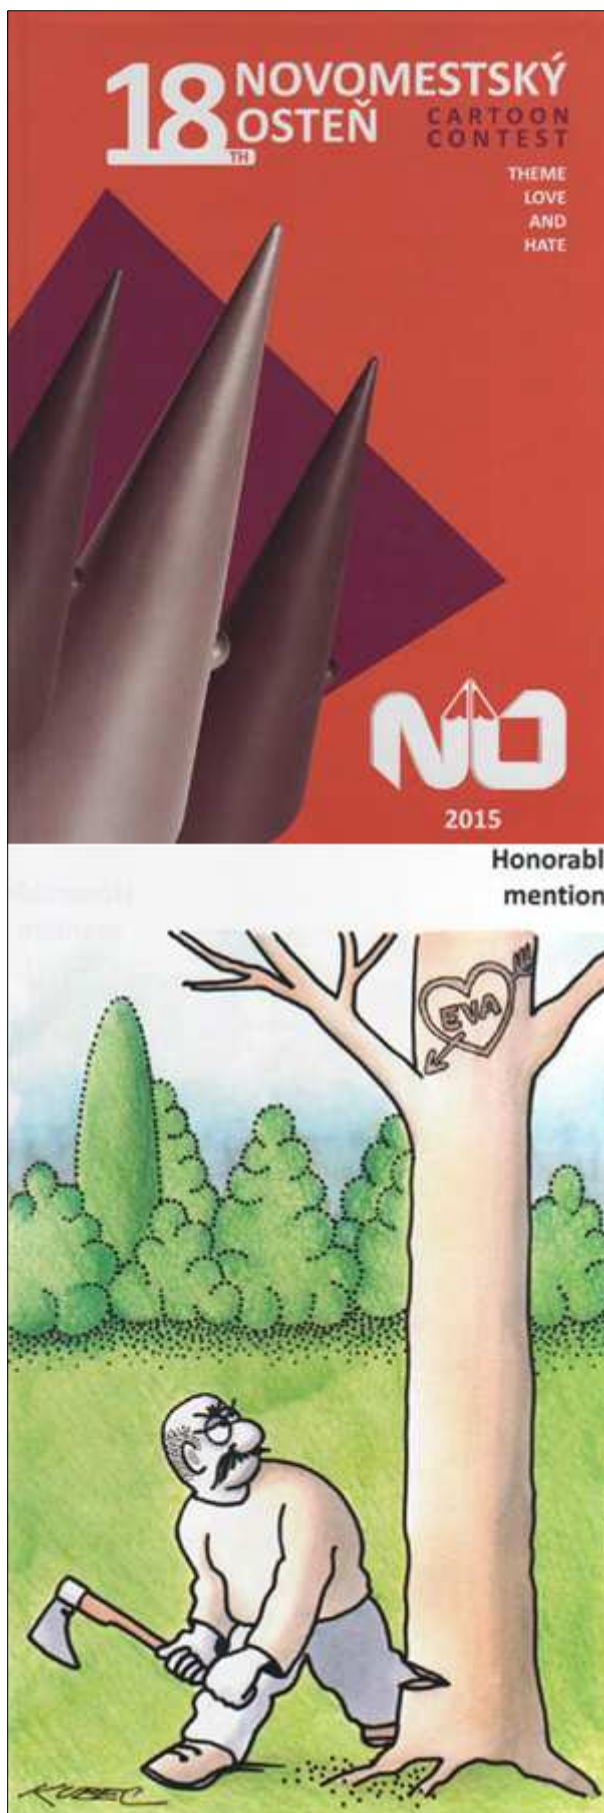 18TH NOVOMESTSKÝ
OSTEŇ CARTOON
CONTEST
THEME
LOVE
AND
HATE
NO
2015
Honorabl
mention
EVA
KUBEC